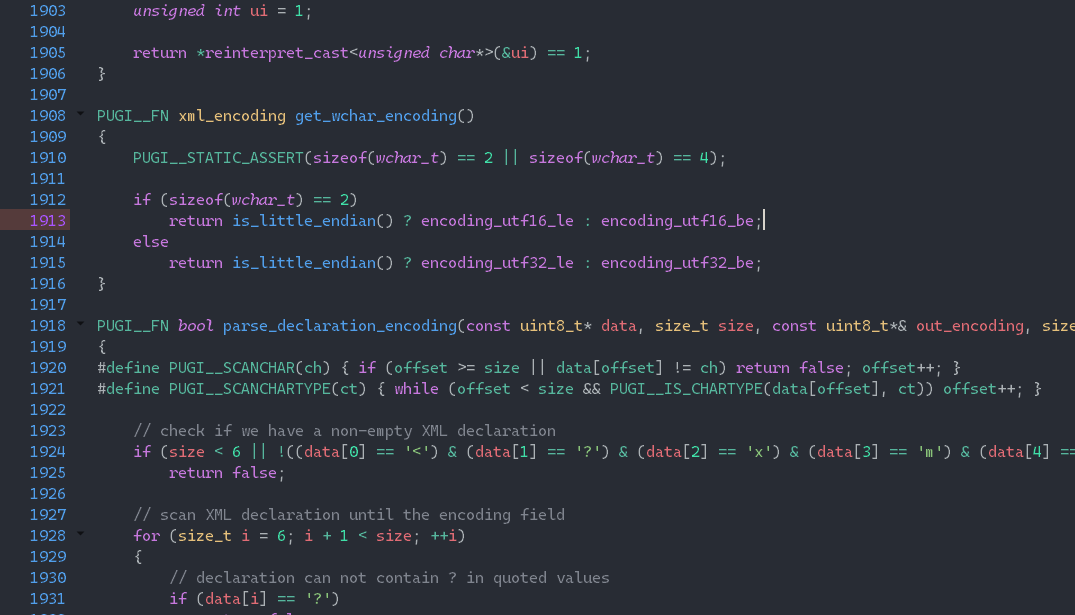 1903 unsigned int ui = 1;
1904
1905 return *reinterpret_cast<unsigned char*>(&ui) == 1;
1906 }
1907
1908 PUGI__FN xml_encoding get_wchar_encoding()
1909 {
1910 PUGI__STATIC_ASSERT(sizeof(wchar_t) == 2 || sizeof(wchar_t) == 4);
1911
1912 if (sizeof(wchar_t) == 2)
1913 return is_little_endian() ? encoding_utf16_le : encoding_utf16_be;
1914 else
1915 return is_little_endian() ? encoding_utf32_le : encoding_utf32_be;
1916 }
1917
1918 PUGI__FN bool parse_declaration_encoding(const uint8_t* data, size_t size, const uint8_t*& out_encoding, size
1919 {
1920 #define PUGI__SCANCHAR(ch) { if (offset >= size || data[offset] != ch) return false; offset++; }
1921 #define PUGI__SCANCHARTYPE(ct) { while (offset < size && PUGI__IS_CHARTYPE(data[offset], ct)) offset++; }
1922
1923 // check if we have a non-empty XML declaration
1924 if (size < 6 || !((data[0] == '<') & (data[1] == '?') & (data[2] == 'x') & (data[3] == 'm') & (data[4] ==
1925 return false;
1926
1927 // scan XML declaration until the encoding field
1928 for (size_t i = 6; i + 1 < size; ++i)
1929 {
1930 // declaration can not contain ? in quoted values
1931 if (data[i] == '?')